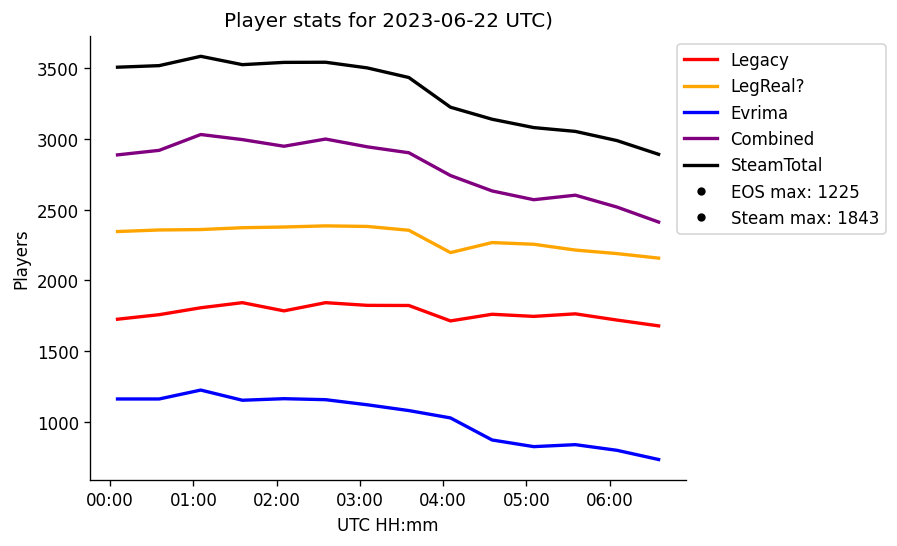 Player stats for 2023-06-22 UTC)
Players
3500
3000
2500
2000
1500
1000
00:00 01:00 02:00 03:00 04:00 05:00 06:00
UTC HH:mm
Legacy
LegReal?
Evrima
Combined
SteamTotal
EOS max: 1225
Steam max: 1843